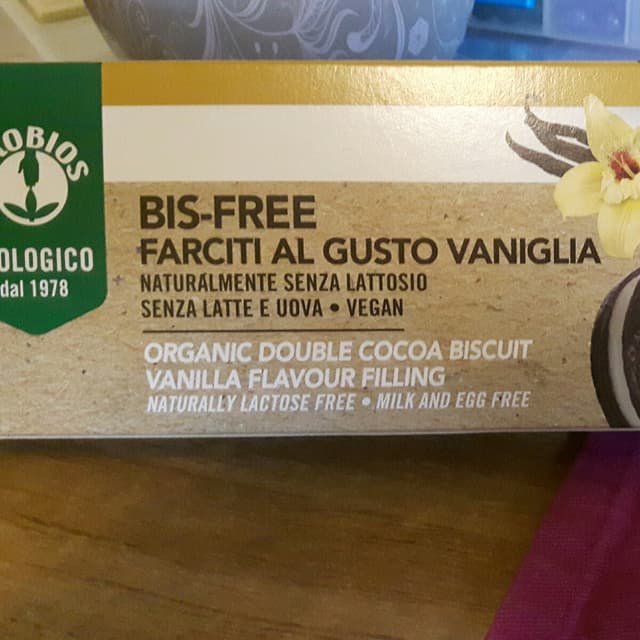 OBIOS
OLOGICO
dal 1978
BIS-FREE
FARCITI AL GUSTO VANIGLIA
NATURALMENTE SENZA LATTOSIO
SENZA LATTE E UOVA • VEGAN
ORGANIC DOUBLE COCOA BISCUIT
VANILLA FLAVOUR FILLING
NATURALLY LACTOSE FREE • MILK AND EGG FREE